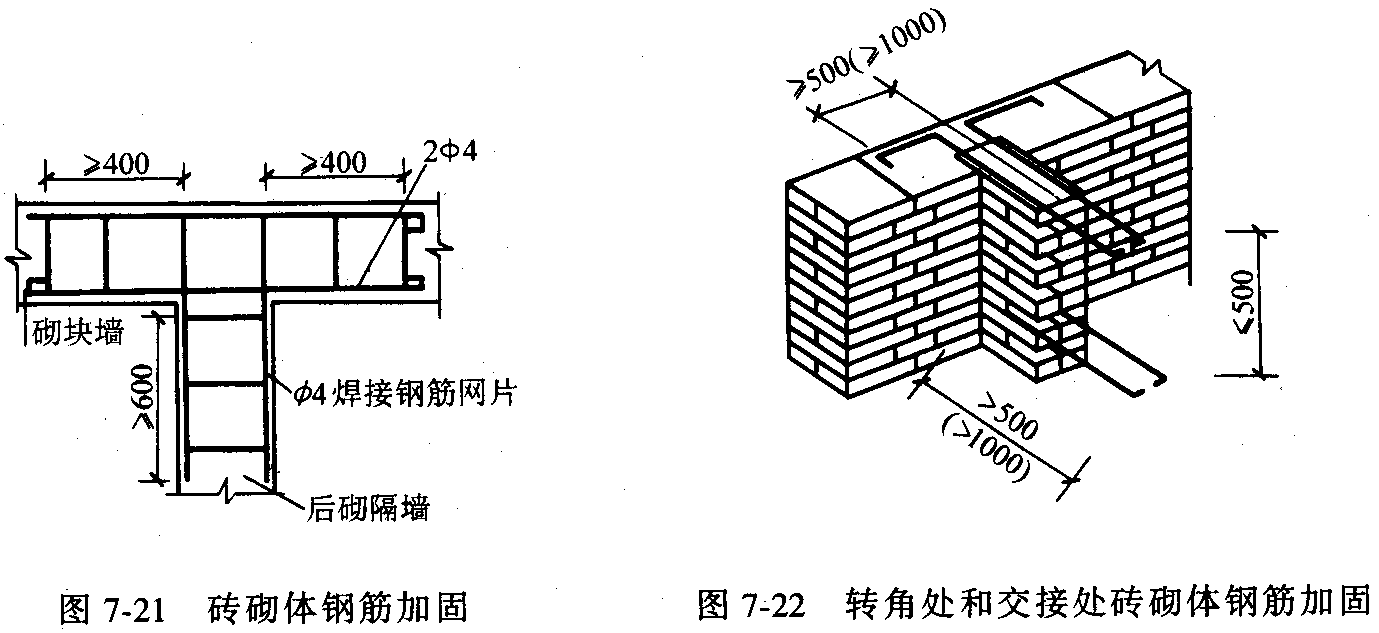 ≥400
≥400
2Φ4
砌块墙
≥600
Φ4焊接钢筋网片
后砌隔墙
图 7-21 砖砌体钢筋加固
≥500(≥1000)
≤500
>500
(>1000)
图 7-22 转角处和交接处砖砌体钢筋加固